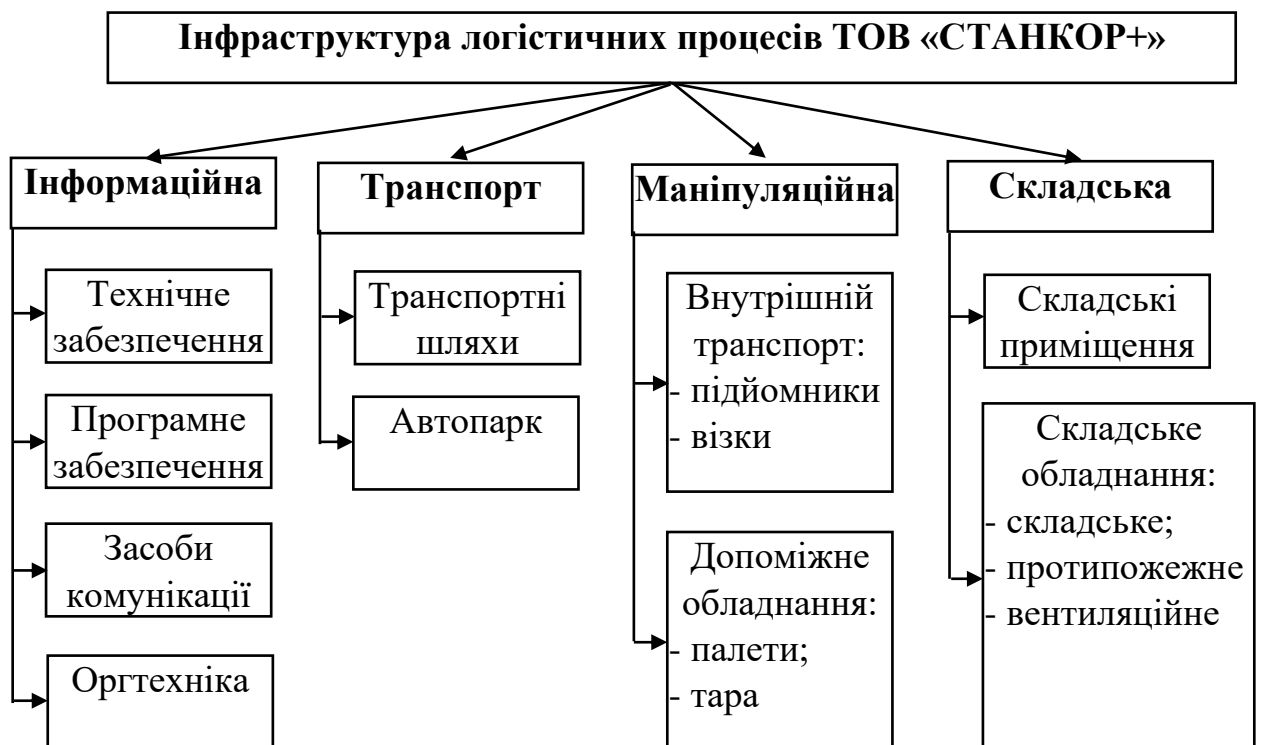 Інфраструктура логістичних процесів ТОВ «СТАНКОР+»
Інформаційна
Технічне
забезпечення
Програмне
забезпечення
Засоби
комунікації
Оргтехніка
Транспорт
Транспортні
шляхи
Автопарк
Маніпуляційна
Внутрішній
транспорт:
- підйомники
- візки
Допоміжне
обладнання:
- палети;
- тара
Складська
Складські
приміщення
Складське
обладнання:
- складське;
- протипожежне
- вентиляційне